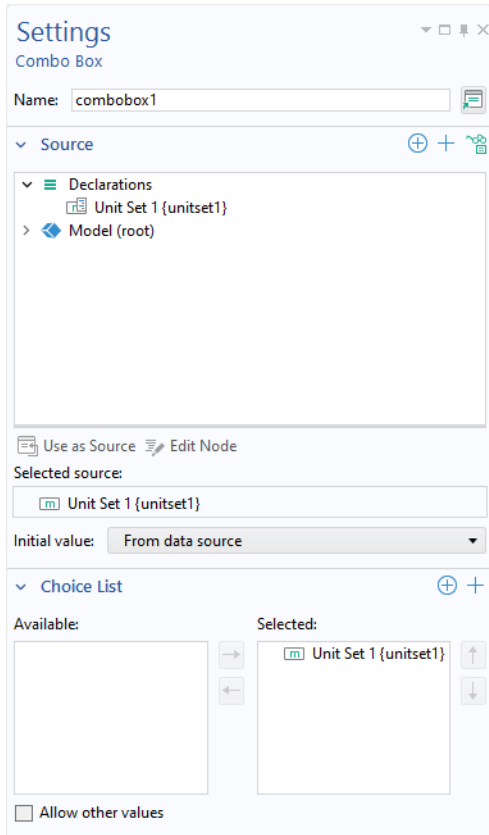 Settings
Combo Box
Name: combobox1
Source
Declarations
Unit Set 1 {unitset1}
Model (root)
Use as Source Edit Node
Selected source:
m Unit Set 1 {unitset1}
Initial value: From data source
Choice List
Available: Selected:
m Unit Set 1 {unitset1}
Allow other values